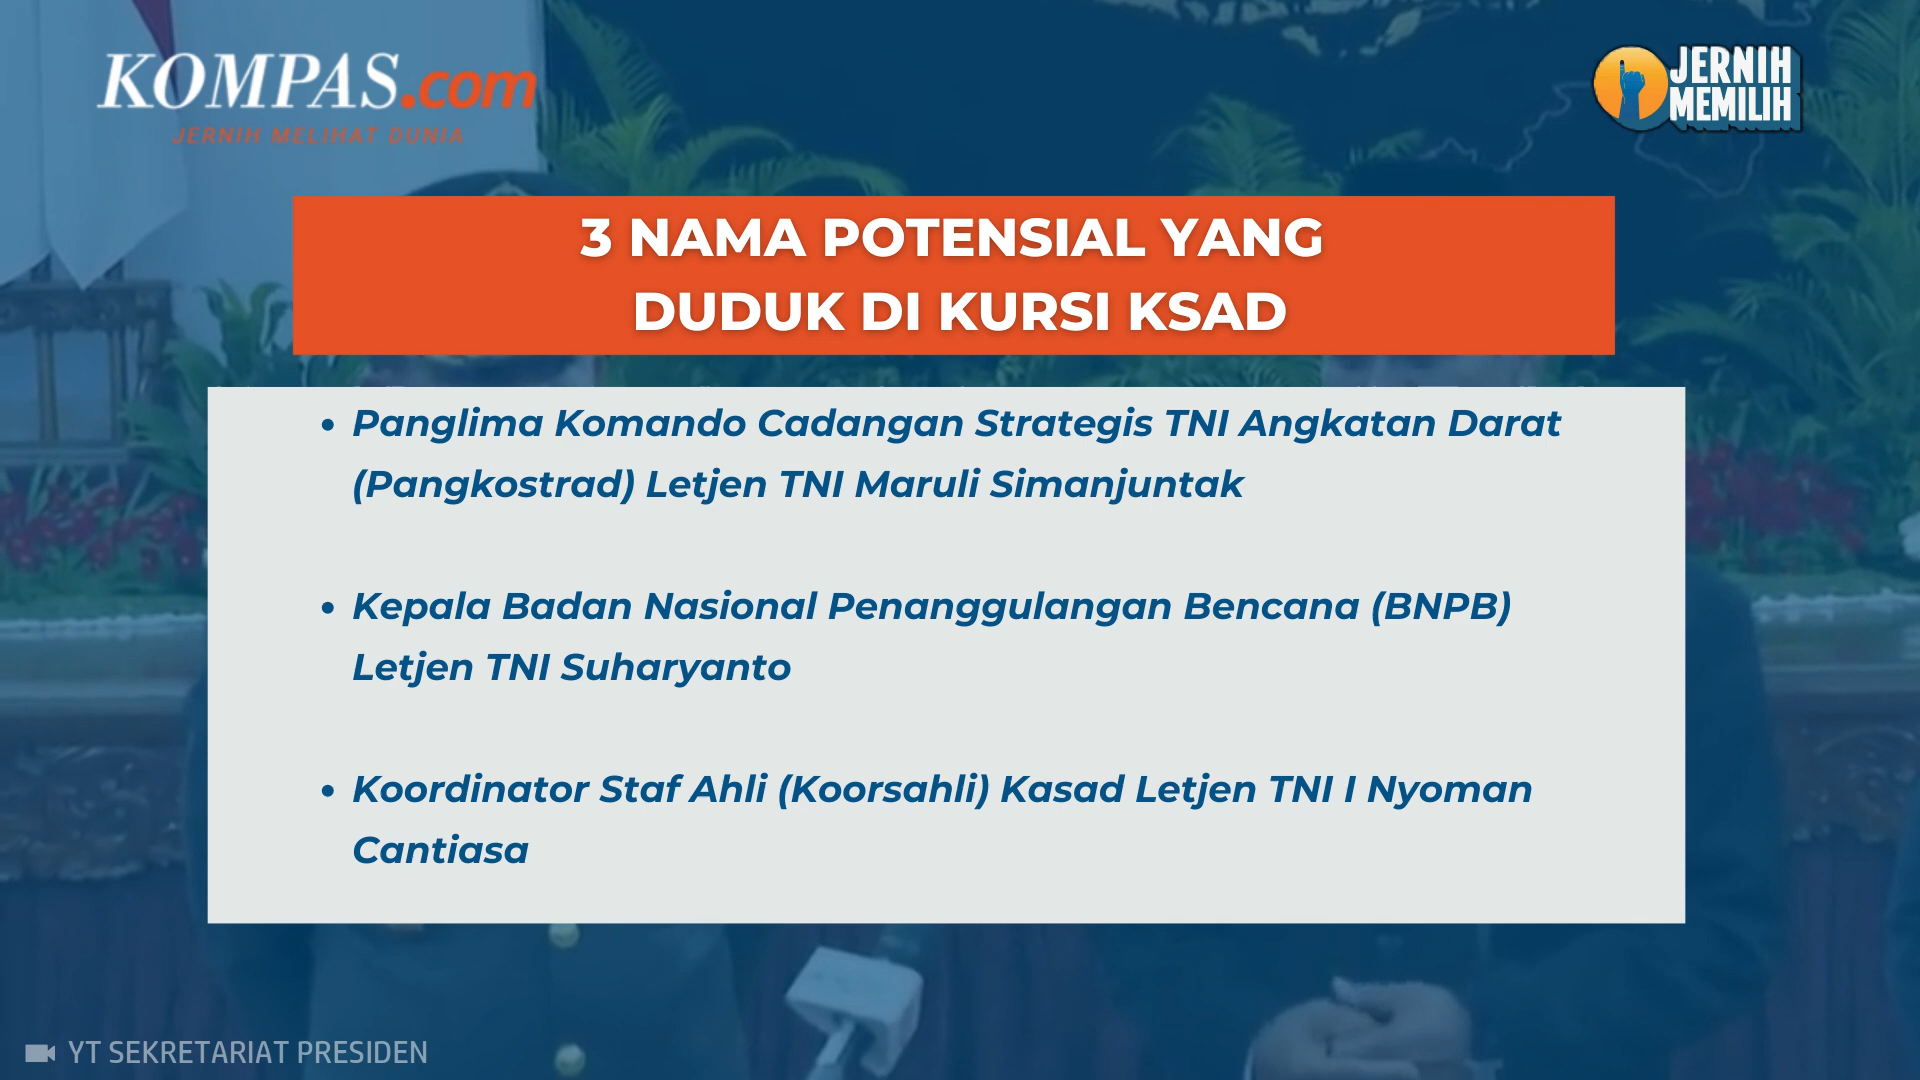 KOMPAS.com
JERNIH MELIHAT DUNIA
JERNIH
MEMILIH
3 NAMA POTENSIAL YANG
DUDUK DI KURSI KSAD
• Panglima Komando Cadangan Strategis TNI Angkatan Darat
(Pangkostrad) Letjen TNI Maruli Simanjuntak
• Kepala Badan Nasional Penanggulangan Bencana (BNPB)
Letjen TNI Suharyanto
• Koordinator Staf Ahli (Koorsahli) Kasad Letjen TNI I Nyoman
Cantiasa
YT SEKRETARIAT PRESIDEN